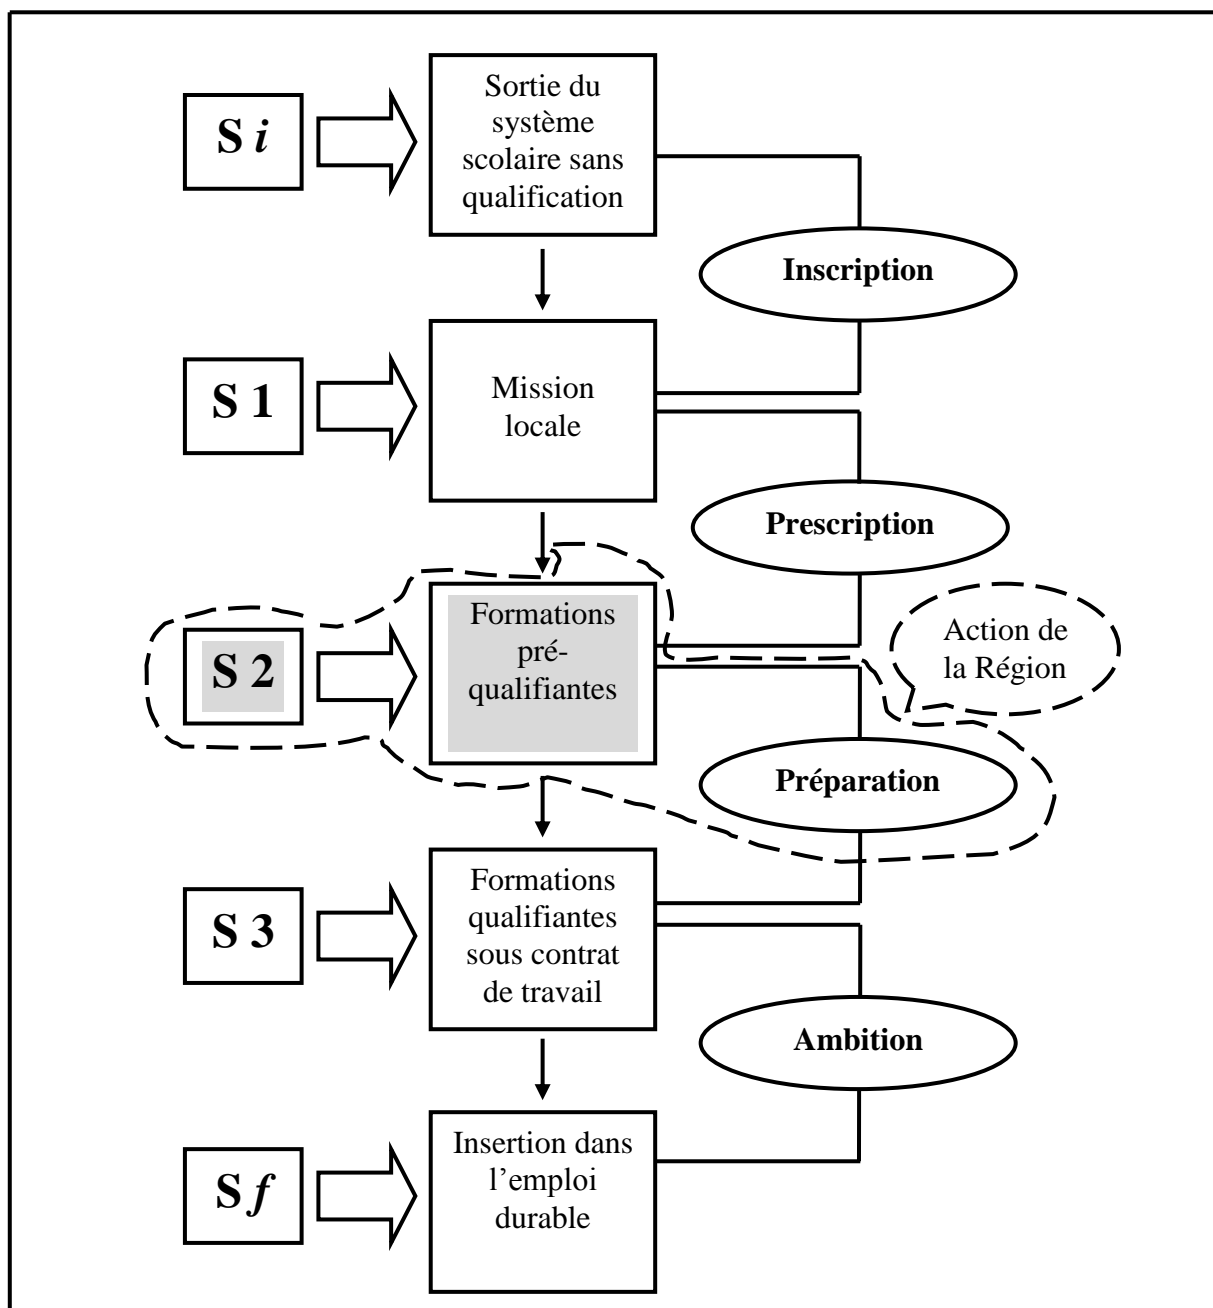 S i
Sortie du
système
scolaire sans
qualification
Inscription
S 1
Mission
locale
Prescription
S 2
Formations
pré-
qualifiantes
Action de
la Région
Préparation
S 3
Formations
qualifiantes
sous contrat
de travail
Ambition
S f
Insertion dans
l’emploi
durable